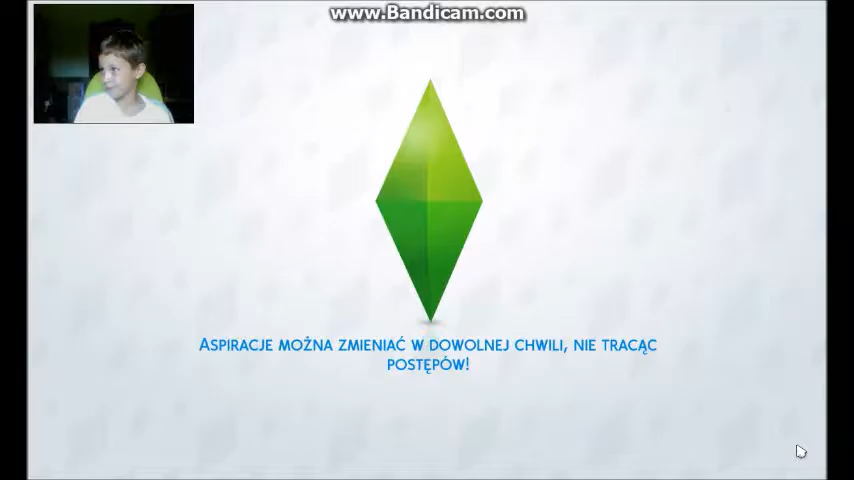 www.Bandicam.com
Aspiracje można zmieniać w dowolnej chwili, nie tracąc
postępów!